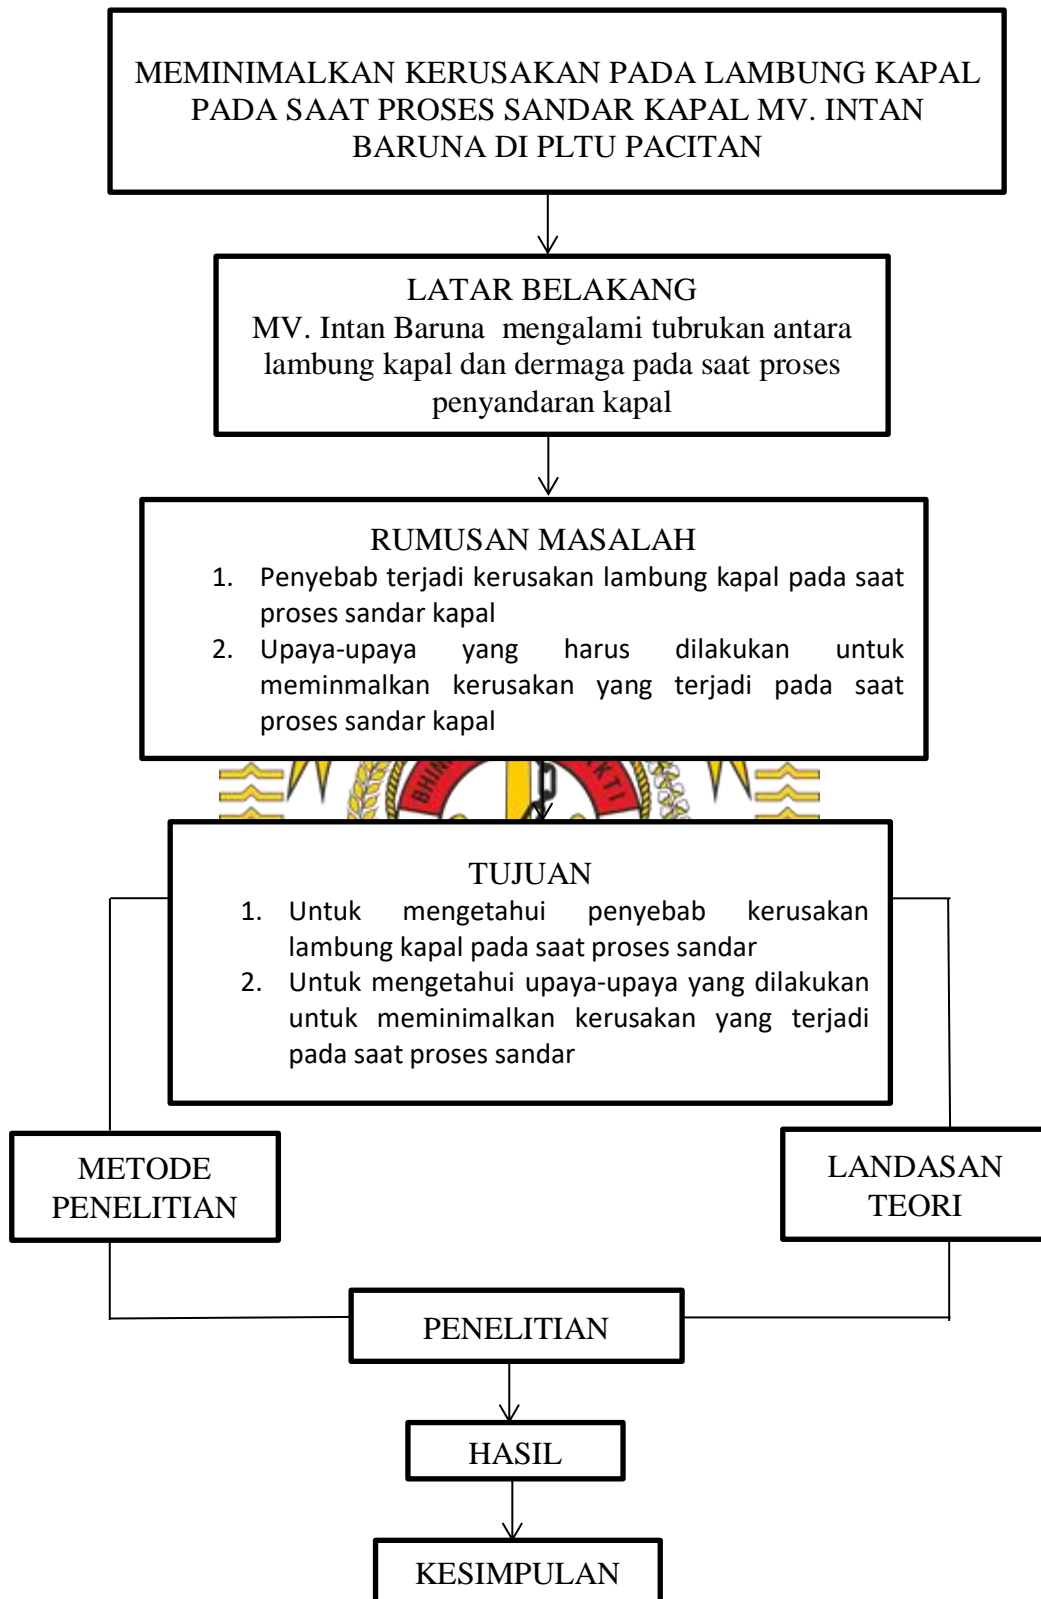 MEMINIMALKAN KERUSAKAN PADA LAMBUNG KAPAL
PADA SAAT PROSES SANDAR KAPAL MV. INTAN
BARUNA DI PLTU PACITAN
LATAR BELAKANG
MV. Intan Baruna mengalami tubrukan antara
lambung kapal dan dermaga pada saat proses
penyandaran kapal
RUMUSAN MASALAH
1. Penyebab terjadi kerusakan lambung kapal pada saat
proses sandar kapal
2. Upaya-upaya yang harus dilakukan untuk
meminmalkan kerusakan yang terjadi pada saat
proses sandar kapal
TUJUAN
1. Untuk mengetahui penyebab kerusakan
lambung kapal pada saat proses sandar
2. Untuk mengetahui upaya-upaya yang dilakukan
untuk meminimalkan kerusakan yang terjadi
pada saat proses sandar
METODE
PENELITIAN
LANDASAN
TEORI
PENELITIAN
HASIL
KESIMPULAN